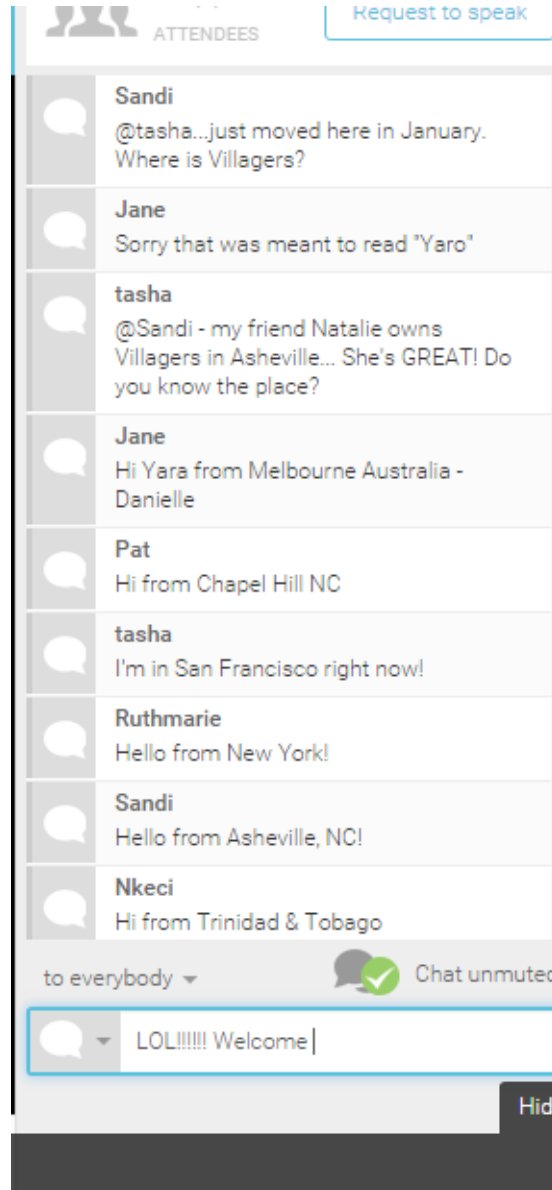 ATTENDEES
Request to speak
Sandi
@tasha...just moved here in January.
Where is Villagers?
Jane
Sorry that was meant to read "Yaro"
tasha
@Sandi - my friend Natalie owns
Villagers in Asheville... She's GREAT! Do
you know the place?
Jane
Hi Yara from Melbourne Australia -
Danielle
Pat
Hi from Chapel Hill NC
tasha
I'm in San Francisco right now!
Ruthmarie
Hello from New York!
Sandi
Hello from Asheville, NC!
Nkeci
Hi from Trinidad & Tobago
to everybody
Chat unmuted
LOL!!!!!! Welcome
Hid